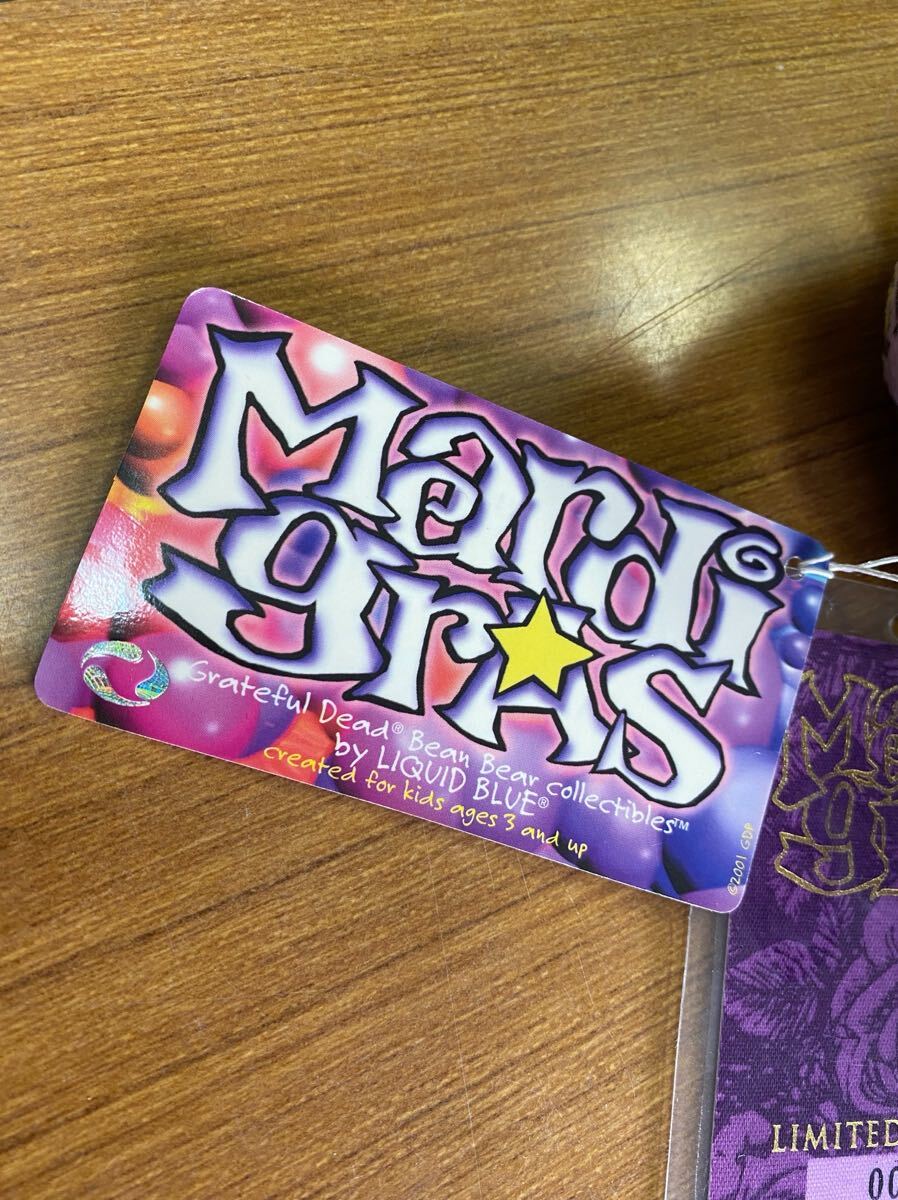 Mardi
gras
Grateful Dead® Bean Bear collectibles™
by LIQUID BLUE®
created for kids ages 3 and up
©2001 GDP
LIMITED
00